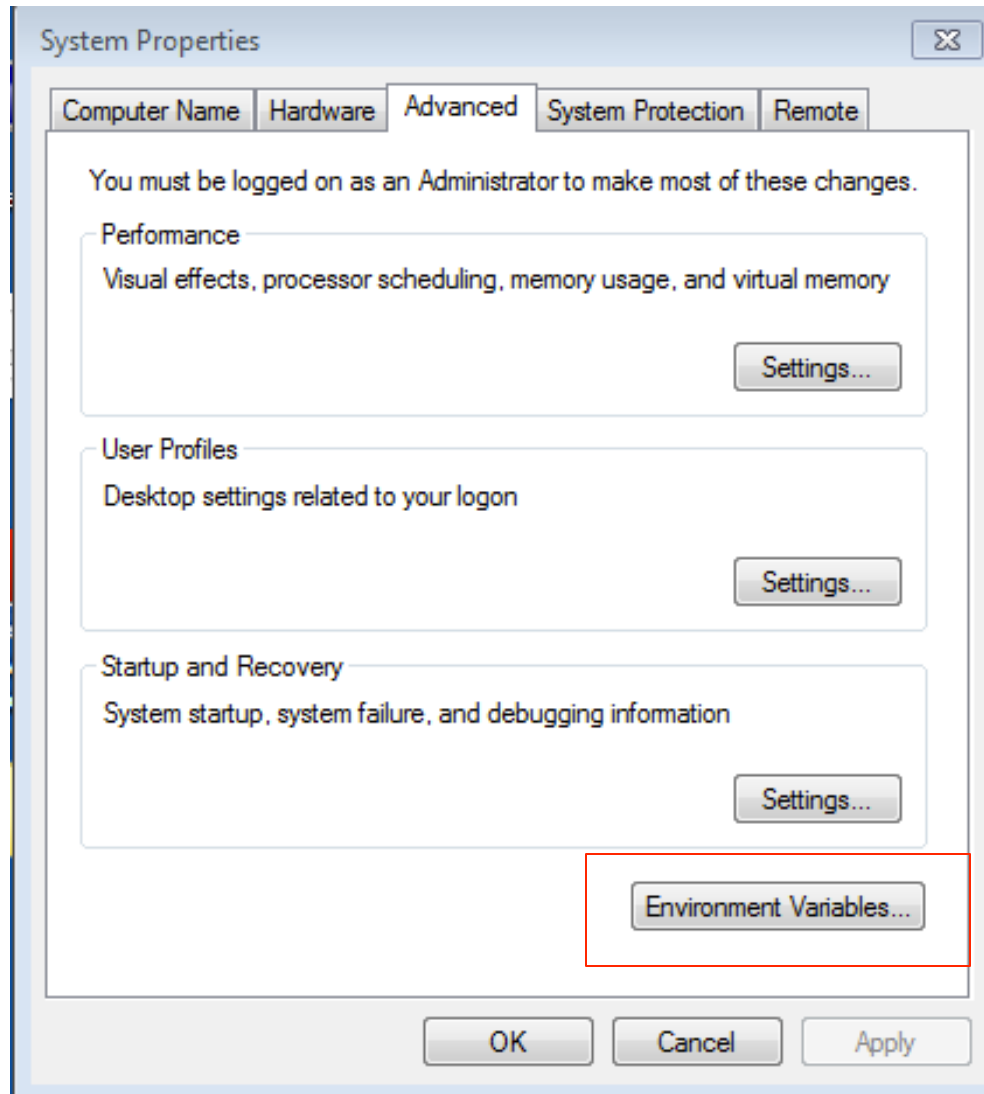 System Properties
Computer Name Hardware Advanced System Protection Remote
You must be logged on as an Administrator to make most of these changes.
Performance
Visual effects, processor scheduling, memory usage, and virtual memory
Settings...
User Profiles
Desktop settings related to your logon
Settings...
Startup and Recovery
System startup, system failure, and debugging information
Settings...
Environment Variables...
OK Cancel Apply